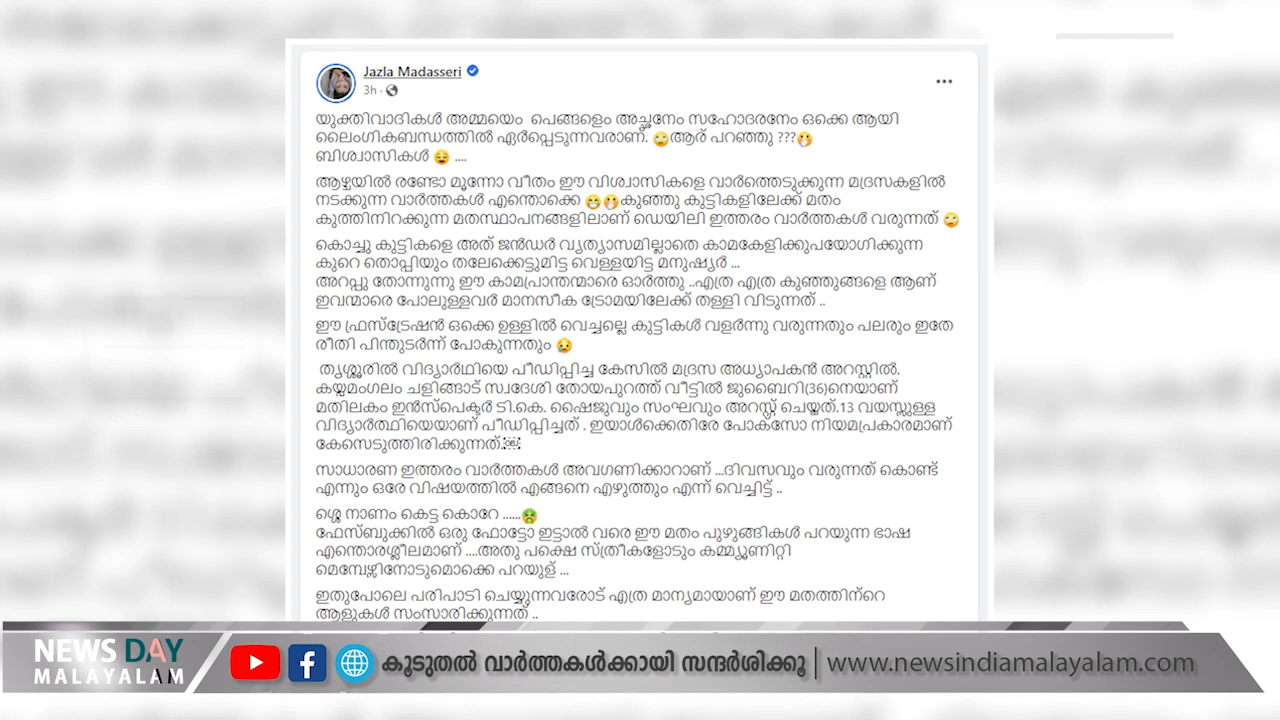 Jazla Madasseri
3h
യുക്തിവാദികൾ അമ്മയെം പെങ്ങളെം അച്ഛനേം സഹോദരനേം ഒക്കെ ആയി
ലൈംഗികബന്ധത്തിൽ ഏർപ്പെടുന്നവരാണ്. 🙄ആര് പറഞ്ഞു ???🤭
ബിശ്വാസികൾ 😌 ....
ആഴ്ചയിൽ രണ്ടോ മൂന്നോ വീതം ഈ വിശ്വാസികളെ വാർത്തെടുക്കുന്ന മദ്രസകളിൽ
നടക്കുന്ന വാർത്തകൾ എന്തൊക്കെ 😁🤭കുഞ്ഞു കുട്ടികളിലേക്ക് മതം
കുത്തിനിറക്കുന്ന മതസ്ഥാപനങ്ങളിലാണ് ഡെയിലി ഇത്തരം വാർത്തകൾ വരുന്നത് 🙄
കൊച്ചു കുട്ടികളെ അത് ജൻഡർ വ്യത്യാസമില്ലാതെ കാമകേളിക്കുപയോഗിക്കുന്ന
കുറെ തൊപ്പിയും തലേക്കെട്ടുമിട്ട വെള്ളയിട്ട മനുഷ്യർ ...
അറപ്പു തോന്നുന്നു ഈ കാമപ്രാന്തന്മാരെ ഓർത്തു ..എത്ര എത്ര കുഞ്ഞുങ്ങളെ ആണ്
ഇവന്മാരെ പോലുള്ളവർ മാനസീക ട്രോമയിലേക്ക് തള്ളി വിടുന്നത് ..
ഈ ഫ്രസ്ട്രേഷൻ ഒക്കെ ഉള്ളിൽ വെച്ചല്ലെ കുട്ടികൾ വളർന്നു വരുന്നതും പലരും ഇതേ
രീതി പിന്തുടർന്ന് പോകുന്നതും 😥
തൃശ്ശൂരിൽ വിദ്യാർഥിയെ പീഡിപ്പിച്ച കേസിൽ മദ്രസ അധ്യാപകൻ അറസ്റ്റിൽ.
കയ്പമംഗലം ചളിങ്ങാട് സ്വദേശി തോയപുറത്ത് വീട്ടിൽ ജുബൈറി(36)നെയാണ്
മതിലകം ഇൻസ്പെക്ടർ ടി.കെ. ഷൈജുവും സംഘവും അറസ്റ്റ് ചെയ്തത്.13 വയസ്സുള്ള
വിദ്യാർത്ഥിയെയാണ് പീഡിപ്പിച്ചത് . ഇയാൾക്കെതിരേ പോക്സോ നിയമപ്രകാരമാണ്
കേസെടുത്തിരിക്കുന്നത്.￼
സാധാരണ ഇത്തരം വാർത്തകൾ അവഗണിക്കാറാണ് ...ദിവസവും വരുന്നത് കൊണ്ട്
എന്നും ഒരേ വിഷയത്തിൽ എങ്ങനെ എഴുത്തും എന്ന് വെച്ചിട്ട് ..
ശ്ശെ നാണം കെട്ട കൊറേ ......🤢
ഫേസ്ബുക്കിൽ ഒരു ഫോട്ടോ ഇട്ടാൽ വരെ ഈ മതം പുഴുങ്ങികൾ പറയുന്ന ഭാഷ
എന്തൊരശ്ലീലമാണ് ....അതു പക്ഷെ സ്ത്രീകളോടും കമ്മ്യൂണിറ്റി
മെമ്പേഴ്സിനോടുമൊക്കെ പറയുള് ...
ഇതുപോലെ പരിപാടി ചെയ്യുന്നവരോട് എത്ര മാന്യമായാണ് ഈ മതത്തിന്റെ
ആളുകൾ സംസാരിക്കുന്നത് ..
NEWS DAY
MALAYALAM
കൂടുതൽ വാർത്തകൾക്കായി സന്ദർശിക്കൂ | www.newsindiamalayalam.com